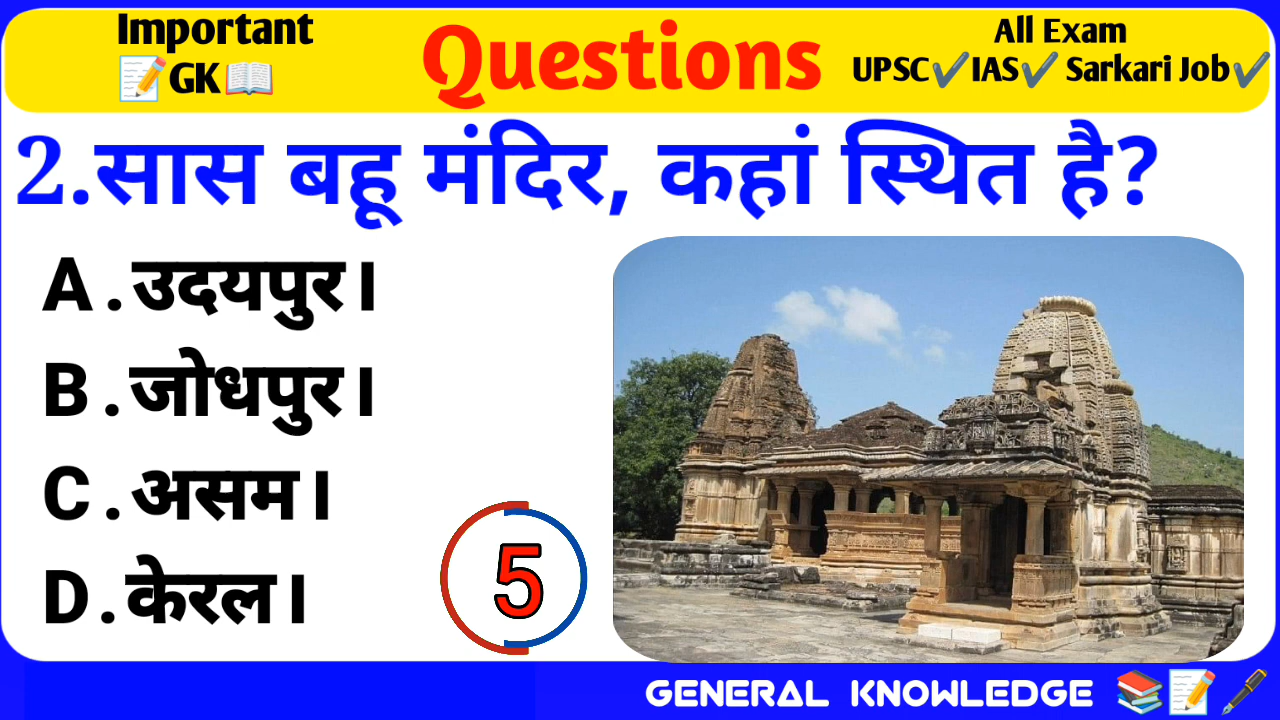 Important
📝GK📖
Questions
All Exam
UPSC✔️IAS✔️ Sarkari Job✔️
2.सास बहू मंदिर, कहां स्थित है?
A.उदयपुर।
B.जोधपुर।
C.असम।
D.केरल।
5
GENERAL KNOWLEDGE 📚📝🖋️